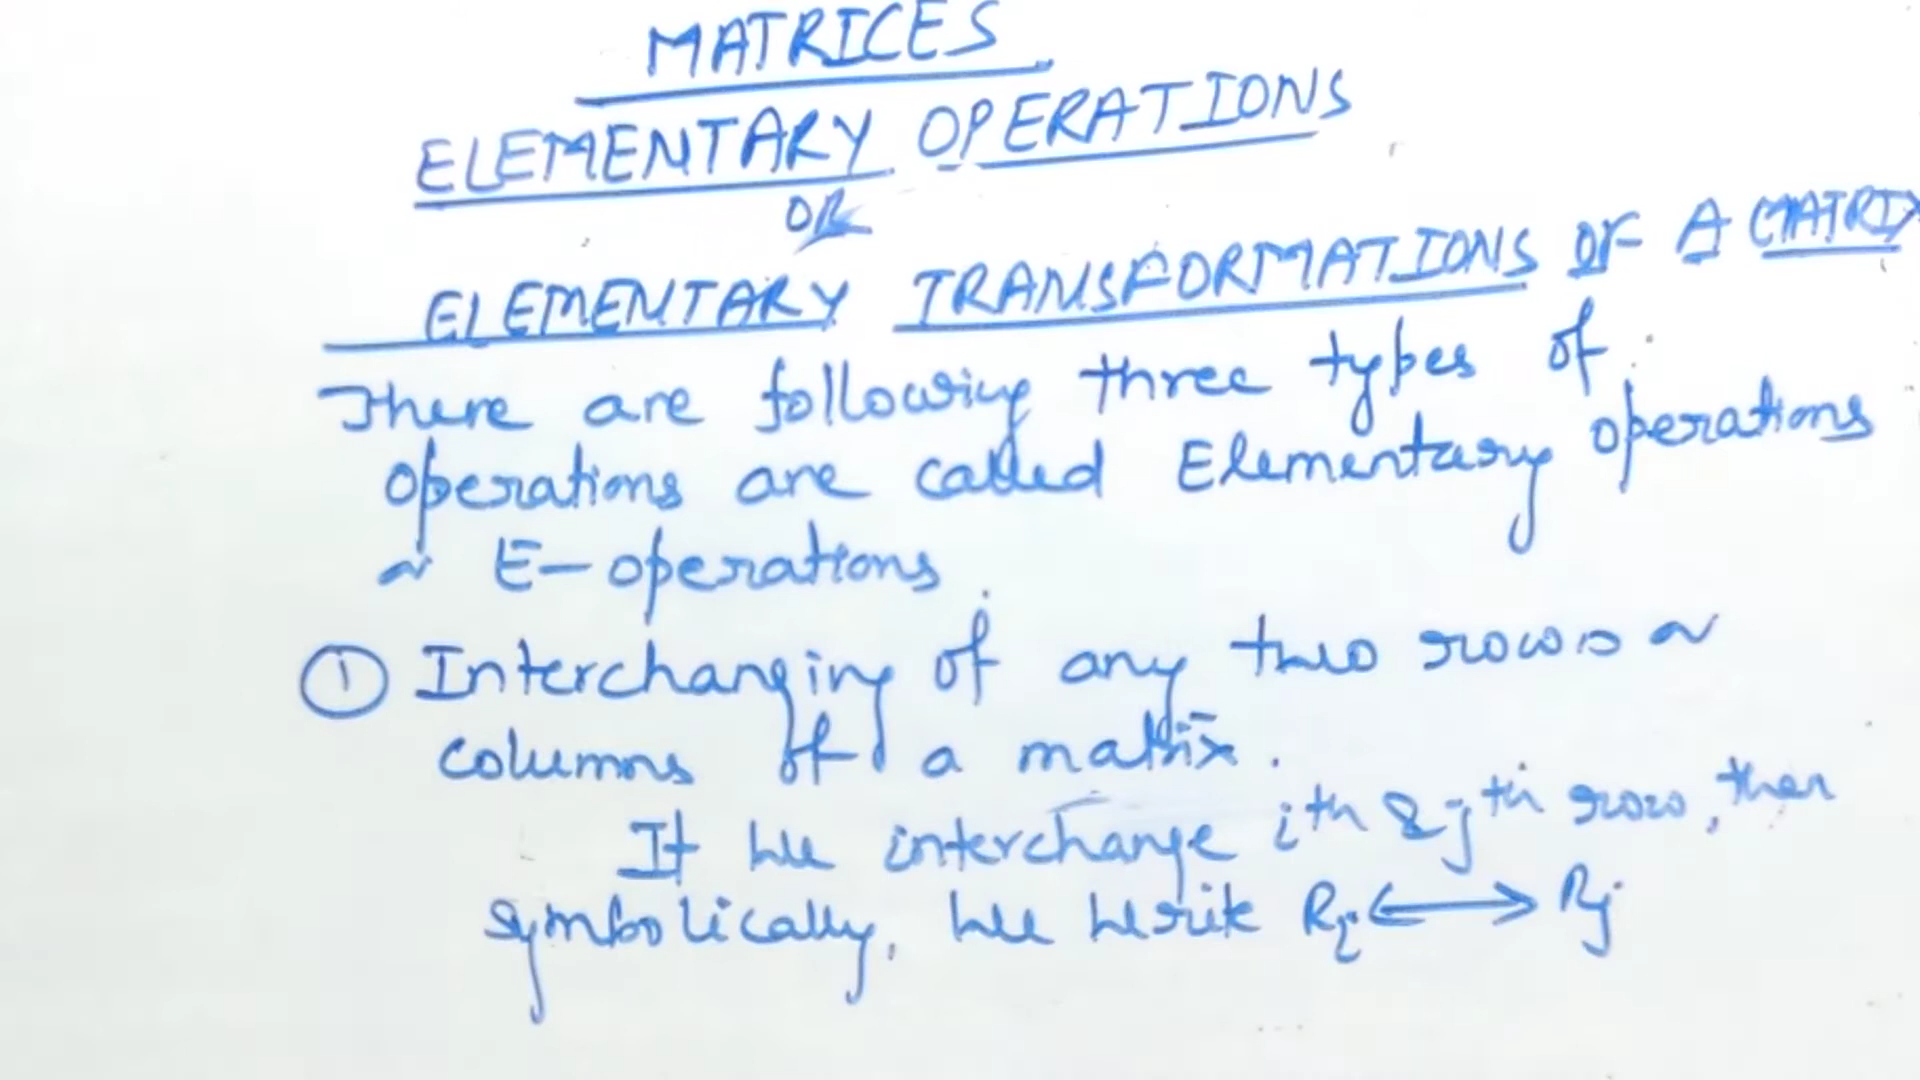 MATRICES
ELEMENTARY OPERATIONS
OR
ELEMENTARY TRANSFORMATIONS OF A MATRIX
There are following three types of
operations are called Elementary operations
or E-operations.
① Interchanging of any two rows or
columns of a matrix.
If we interchange ith & jth row, then
symbolically, we write Ri ⟷ Rj